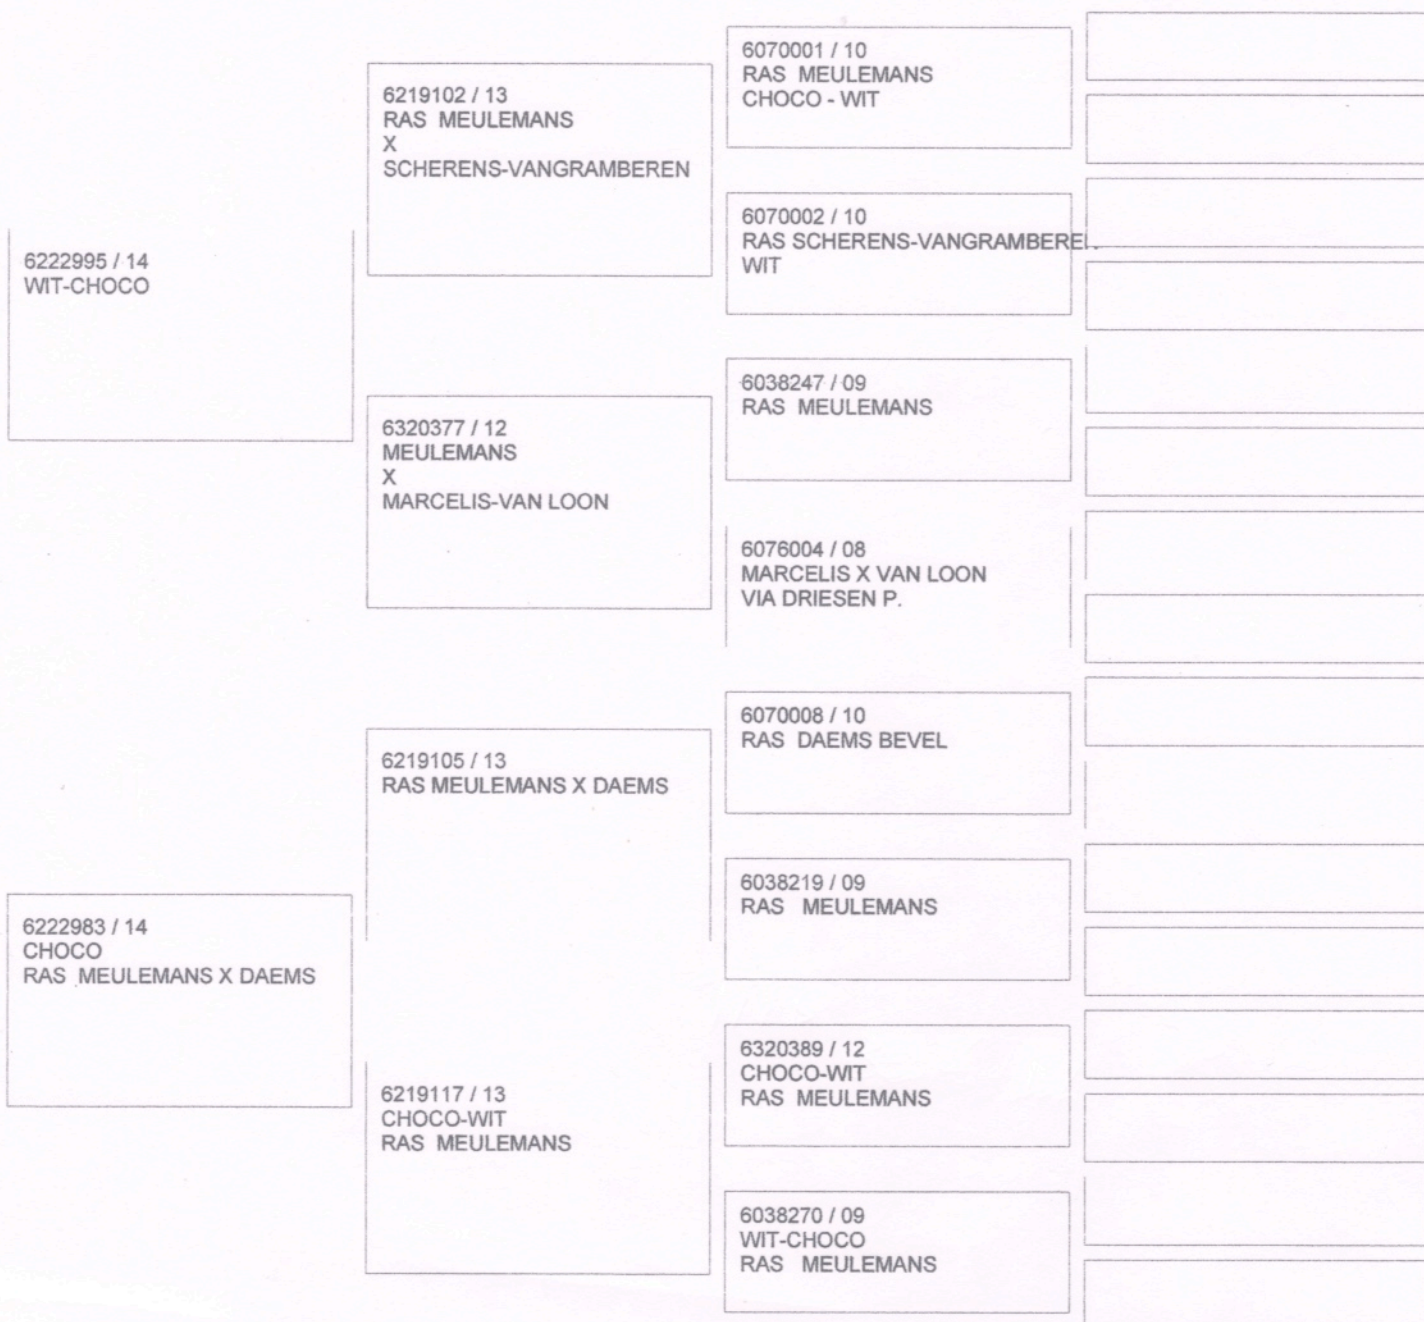 6222995 / 14
WIT-CHOCO
6222983 / 14
CHOCO
RAS MEULEMANS X DAEMS
6219102 / 13
RAS MEULEMANS
X
SCHERENS-VANGRAMBEREN
6320377 / 12
MEULEMANS
X
MARCELIS-VAN LOON
6219105 / 13
RAS MEULEMANS X DAEMS
6219117 / 13
CHOCO-WIT
RAS MEULEMANS
6070001 / 10
RAS MEULEMANS
CHOCO - WIT
6070002 / 10
RAS SCHERENS-VANGRAMBEREN
WIT
6038247 / 09
RAS MEULEMANS
6076004 / 08
MARCELIS X VAN LOON
VIA DRIESEN P.
6070008 / 10
RAS DAEMS BEVEL
6038219 / 09
RAS MEULEMANS
6320389 / 12
CHOCO-WIT
RAS MEULEMANS
6038270 / 09
WIT-CHOCO
RAS MEULEMANS